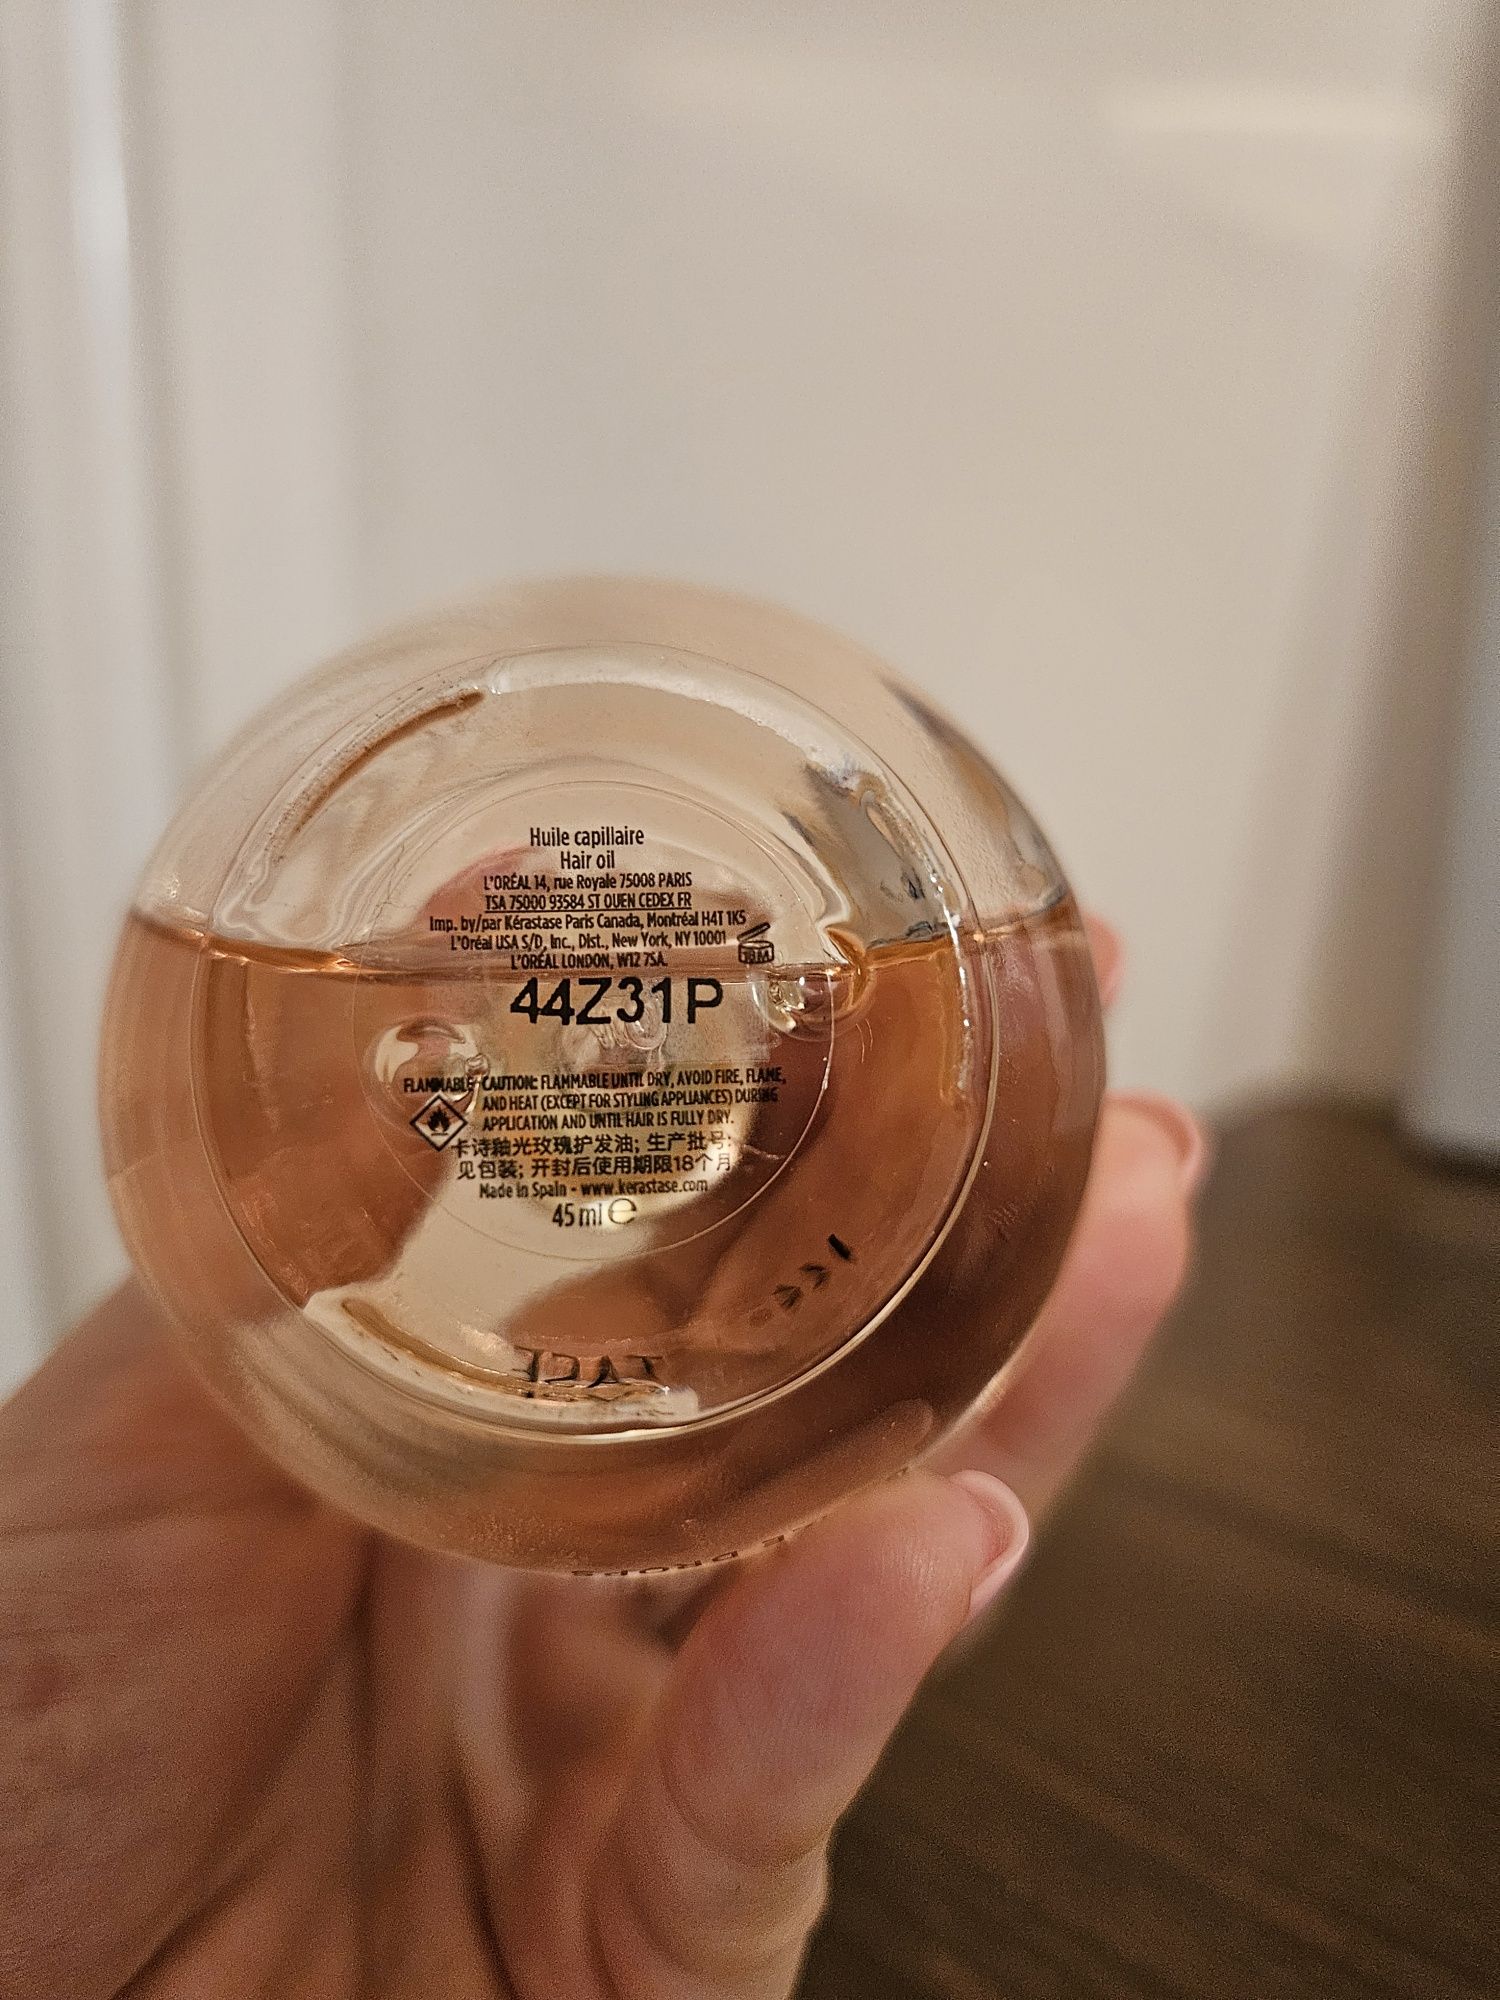 Huile capillaire
Hair oil
L'ORÉAL 14, rue Royale 75008 PARIS
TSA 75000 93584 ST OUEN CEDEX FR
Imp. by/par Kérastase Paris Canada, Montréal H4T 1K5
L'Oréal USA S/D, Inc., Dist., New York, NY 10001
18M
L'ORÉAL LONDON, W12 7SA.
44Z31P
FLAMMABLE-CAUTION: FLAMMABLE UNTIL DRY, AVOID FIRE, FLAME,
AND HEAT (EXCEPT FOR STYLING APPLIANCES) DURING
APPLICATION AND UNTIL HAIR IS FULLY DRY.
卡诗釉光玫瑰护发油; 生产批号:
见包装; 开封后使用期限18个月
Made in Spain - www.kerastase.com
45 ml e
DROPS